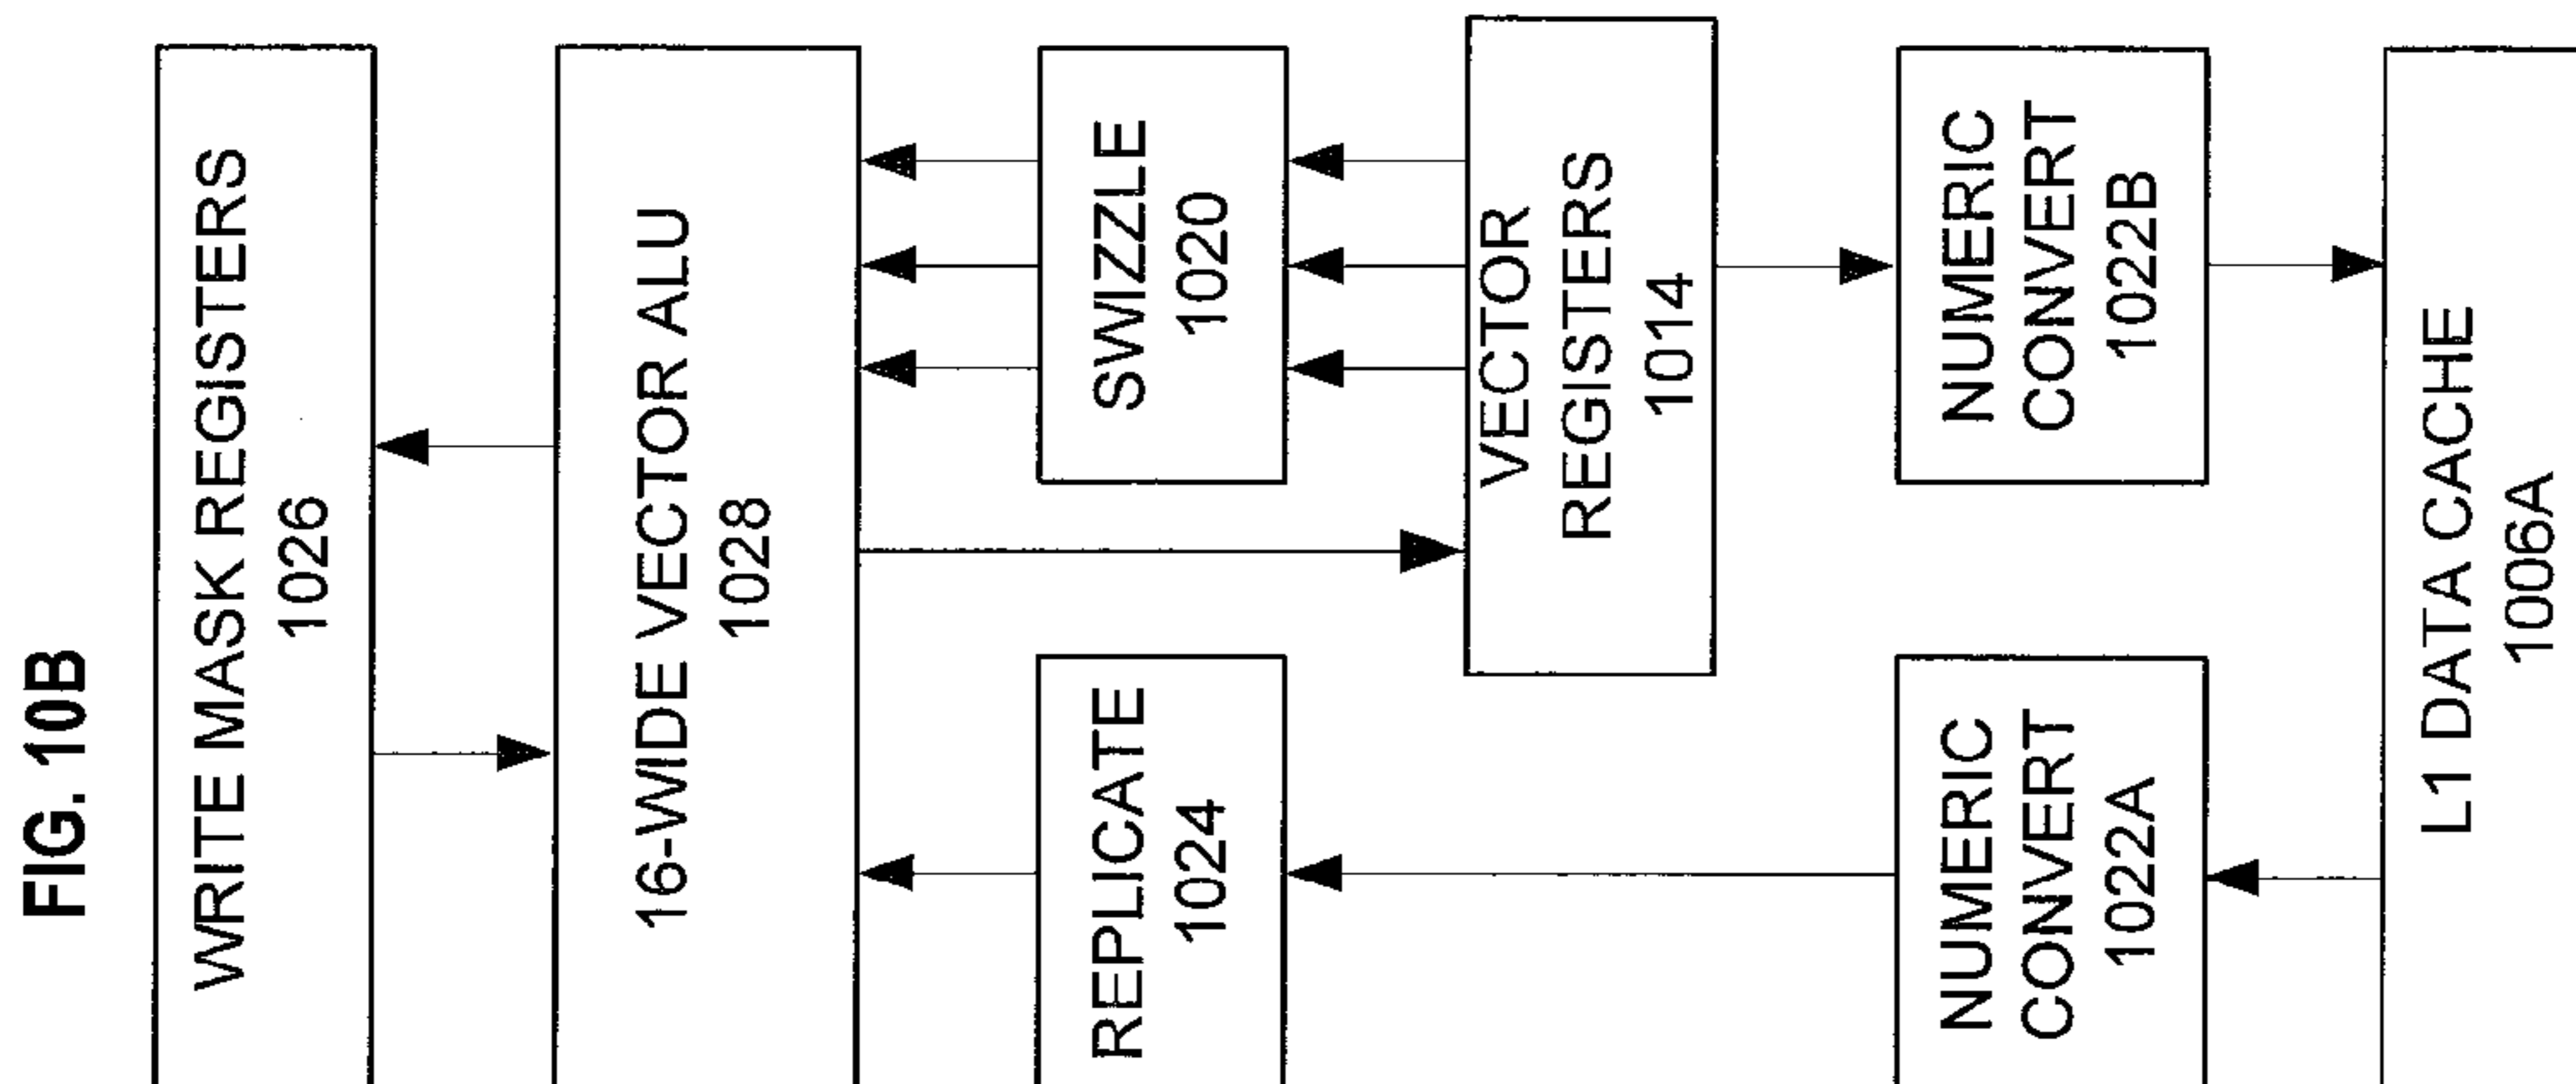 FIG. 10B
WRITE MASK REGISTERS
1026
16-WIDE VECTOR ALU
1028
REPLICATE
1024
SWIZZLE
1020
VECTOR
REGISTERS
1014
NUMERIC
CONVERT
1022A
NUMERIC
CONVERT
1022B
L1 DATA CACHE
1006A